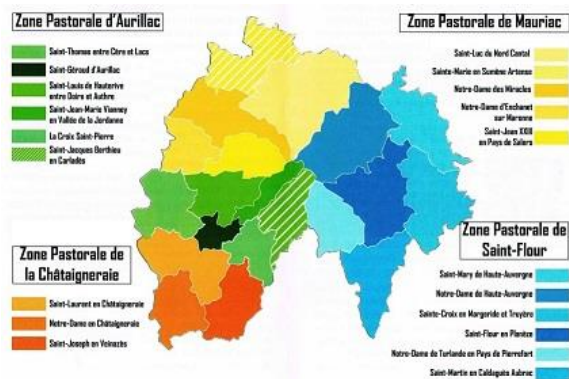 Zone Pastorale d'Aurillac
Saint-Thomas entre Cère et Lacs
Saint-Géraud d'Aurillac
Saint-Louis de Hauterive
entre Doire et Authre
Saint-Jean-Marie Vianney
en Vallée de la Jordanne
La Croix Saint-Pierre
Saint-Jacques Berthieu
en Carladès
Zone Pastorale de Mauriac
Saint-Luc du Nord Cantal
Sainte-Marie en Sumène Artense
Notre-Dame des Miracles
Notre-Dame d'Enchanet
sur Maronne
Saint Jean XXIII
en Pays de Salers
Zone Pastorale de
la Châtaigneraie
Saint-Laurent en Châtaigneraie
Notre-Dame en Châtaigneraie
Saint-Joseph en Veinazès
Zone Pastorale de
Saint-Flour
Saint-Mary de Haute-Auvergne
Notre-Dame de Haute-Auvergne
Sainte-Croix en Margeride et Truyère
Saint-Flour en Planèze
Notre-Dame de Turlande en Pays de Pierrefort
Saint-Martin en Caldaguès Aubrac